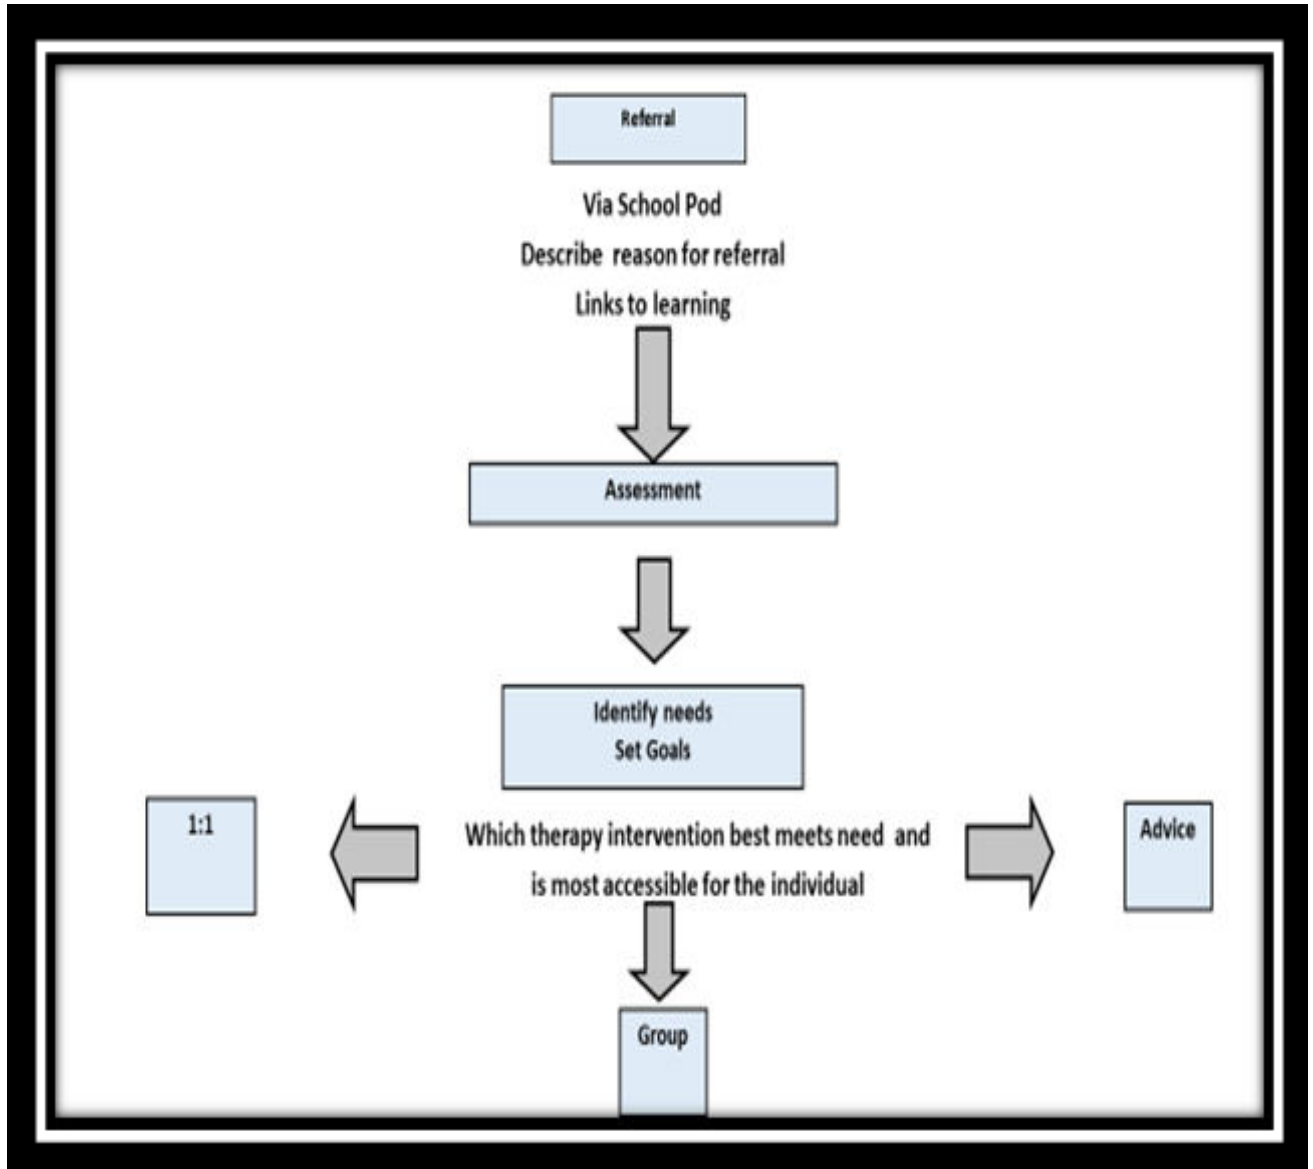 Referral
Via School Pod
Describe reason for referral
Links to learning
Assessment
Identify needs
Set Goals
1:1
Which therapy intervention best meets need and
is most accessible for the individual
Advice
Group